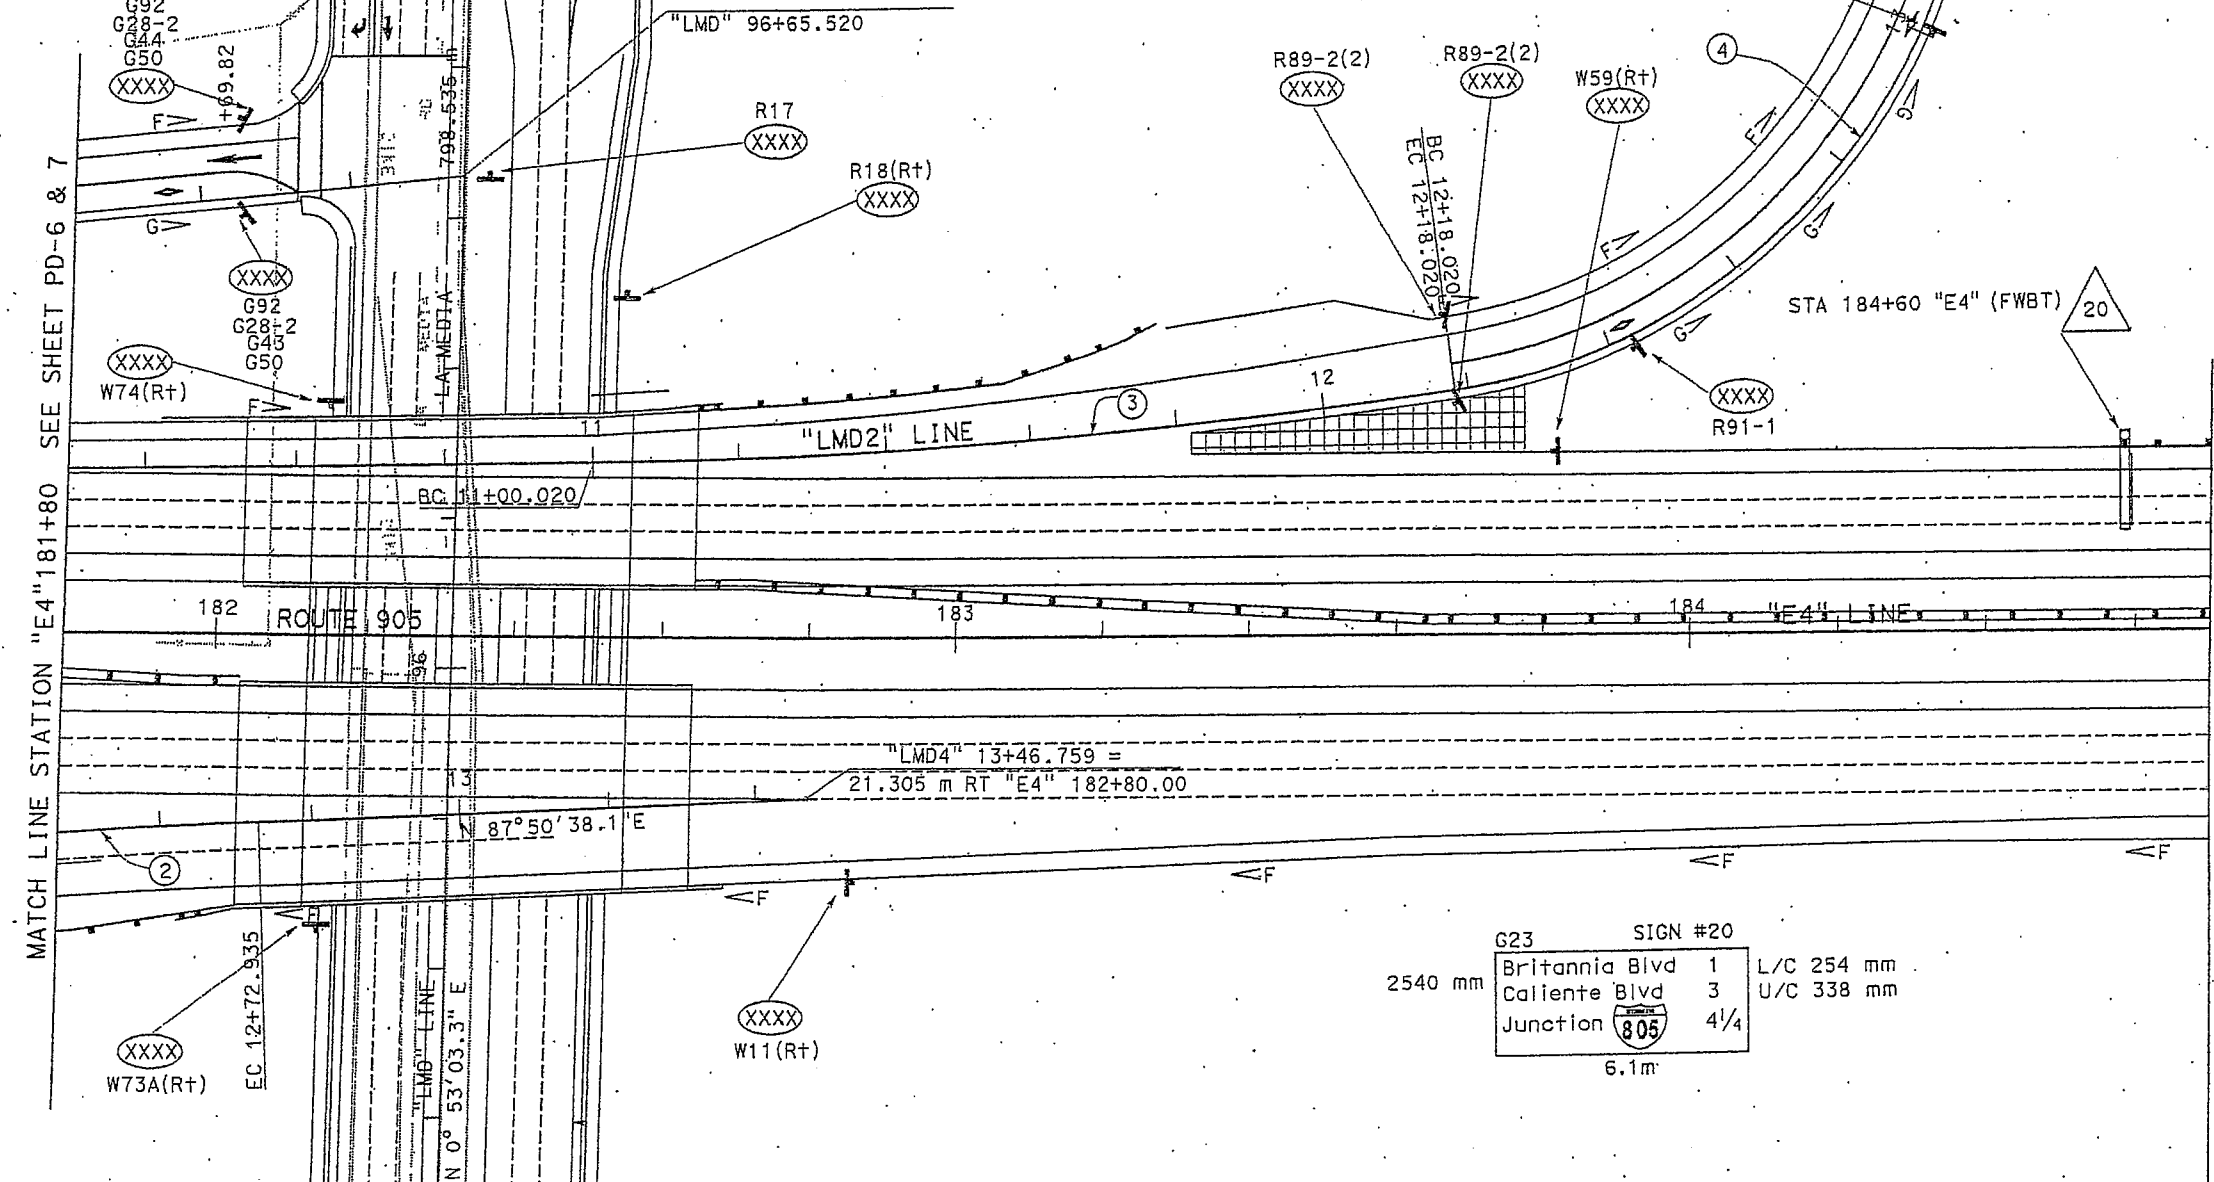 G92
G28-2
G44
G50
XXXX
+69.82
F
G
XXXX
G92
G28-2
G43
G50
XXXX
W74(Rt)
F
"LMD" 96+65.520
798.535 m
R17
XXXX
R18(Rt)
XXXX
R89-2(2)
XXXX
R89-2(2)
XXXX
W59(Rt)
XXXX
4
BC 12+18.020
EC 12+18.020
F
G
F
G
G
STA 184+60 "E4" (FWBT)
20
XXXX
R91-1
MATCH LINE STATION "E4"181+80 SEE SHEET PD-6 & 7
LA MEDIA
11
12
3
"LMD2" LINE
BC 11+00.020
182
ROUTE 905
183
184
"E4" LINE
96
13
"LMD4" 13+46.759 =
21.305 m RT "E4" 182+80.00
N 87°50'38.1"E
2
F
F
F
F
F
XXXX
W73A(Rt)
EC 12+72.935
"LMD" LINE
N 0° 53'03.3" E
XXXX
W11(Rt)
G23
SIGN #20
2540 mm
Britannia Blvd 1
L/C 254 mm
Caliente Blvd 3
U/C 338 mm
Junction 805 4 1/4
6.1m